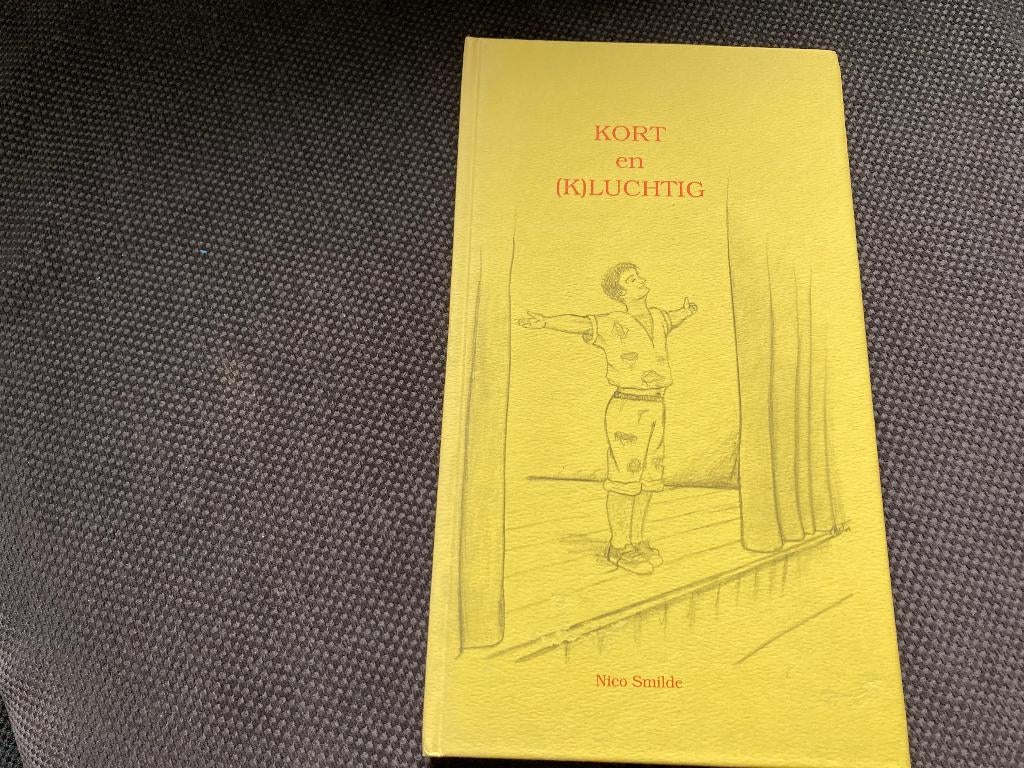 KORT
en
(K)LUCHTIG
Nico Smilde